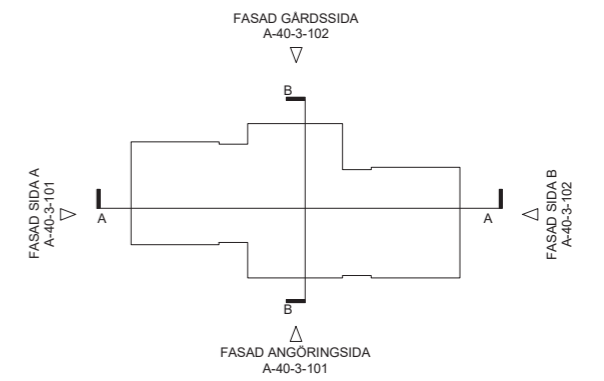 FASAD GÅRDSSIDA
A-40-3-102
B
FASAD SIDA A
A-40-3-101
A
A
FASAD SIDA B
A-40-3-102
B
FASAD ANGÖRINGSIDA
A-40-3-101